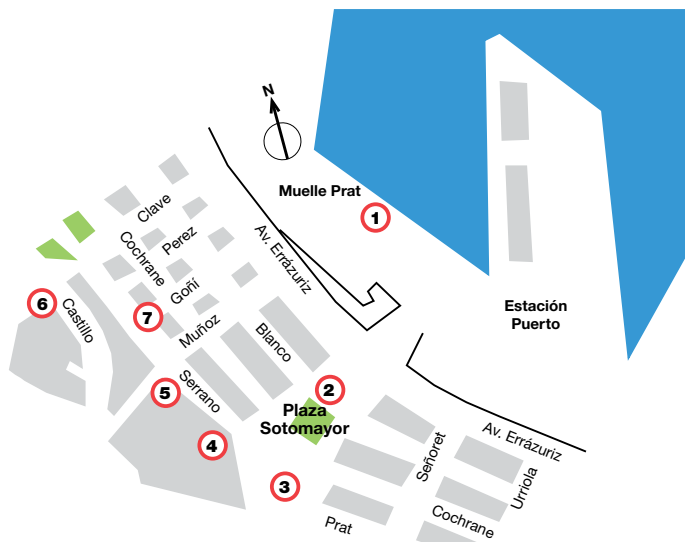 N
Muelle Prat
1
Clave
Perez
Cochrane
Av. Errázuriz
Goñí
6
Castillo
7
Muñoz
Blanco
Estación
Puerto
Serrano
5
2
Plaza
Sotomayor
4
3
Señoret
Av. Errázuriz
Urriola
Cochrane
Prat